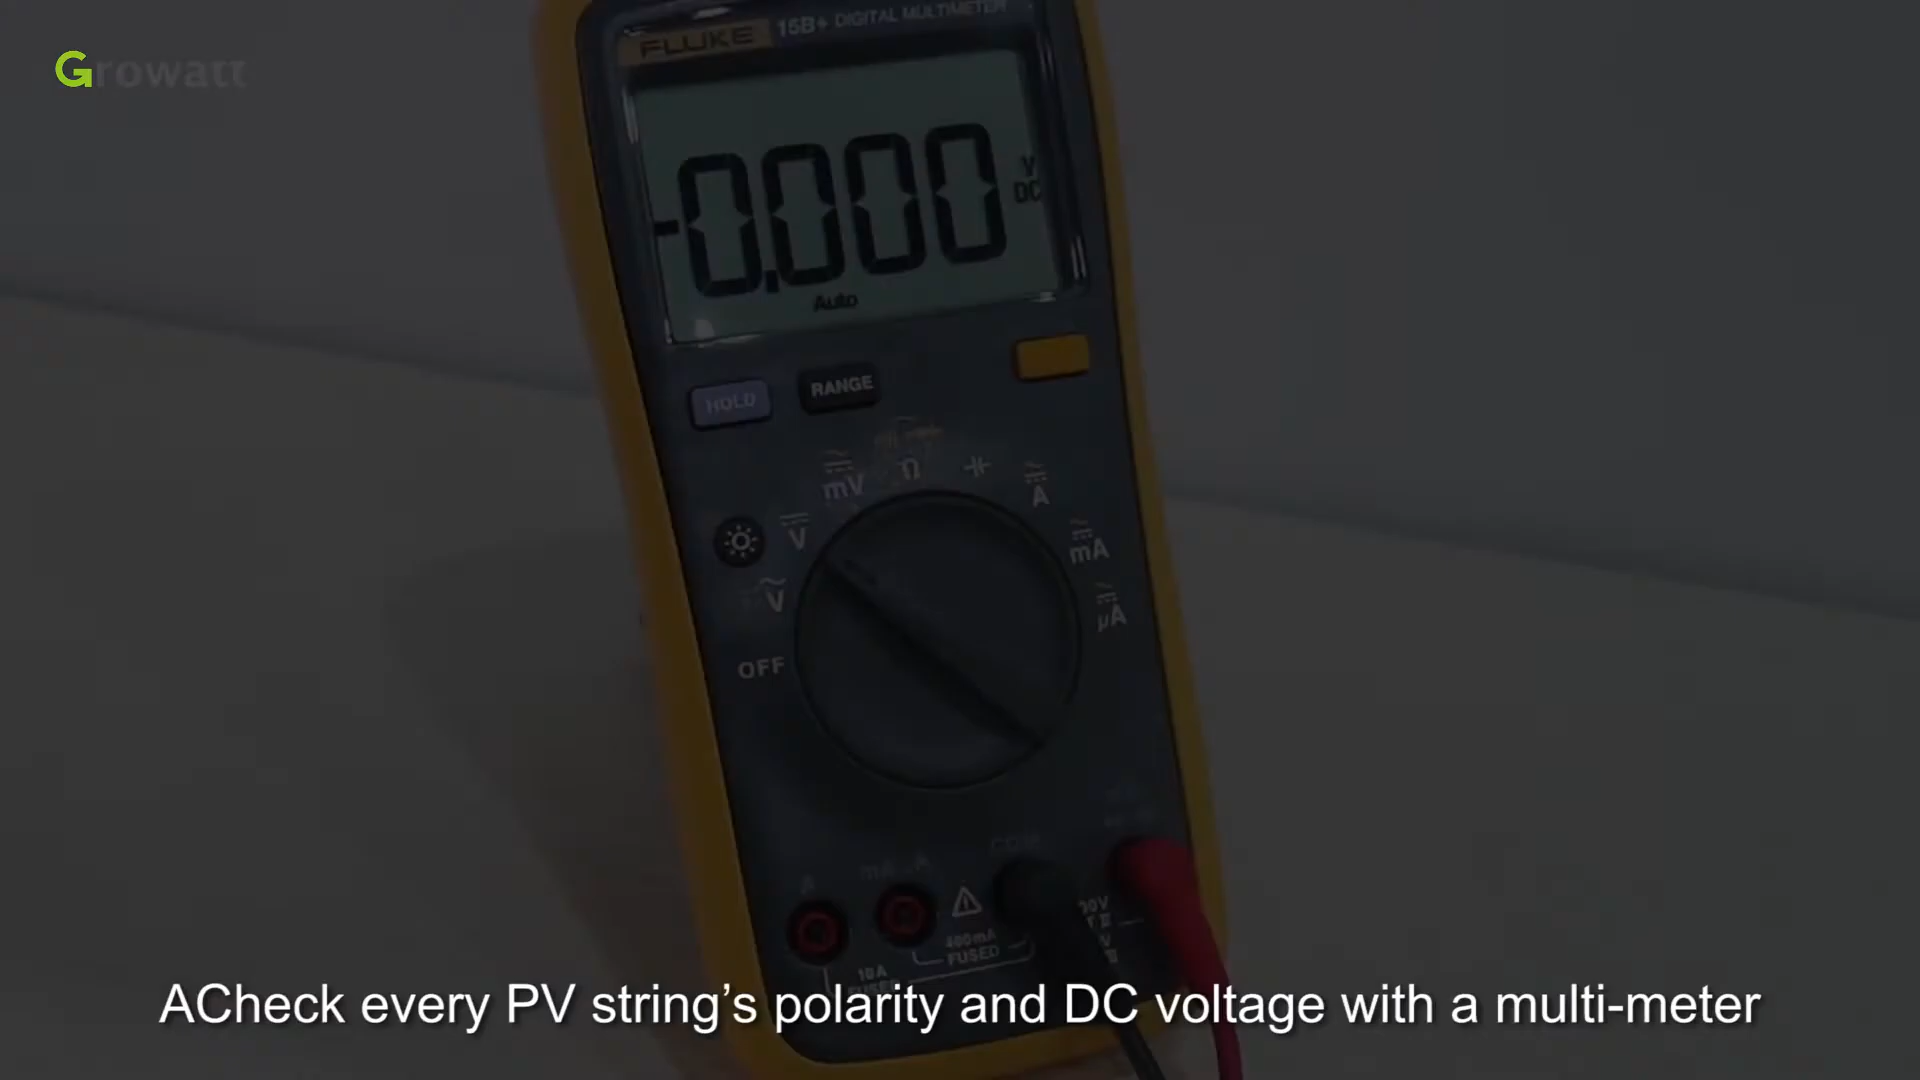 Growatt
FLUKE 15B+ DIGITAL MULTIMETER
-0.000 V DC
Auto
HOLD RANGE
mV Ω A
V mA
V µA
OFF
A COM
400mA FUSED
10A FUSED
ACheck every PV string’s polarity and DC voltage with a multi-meter